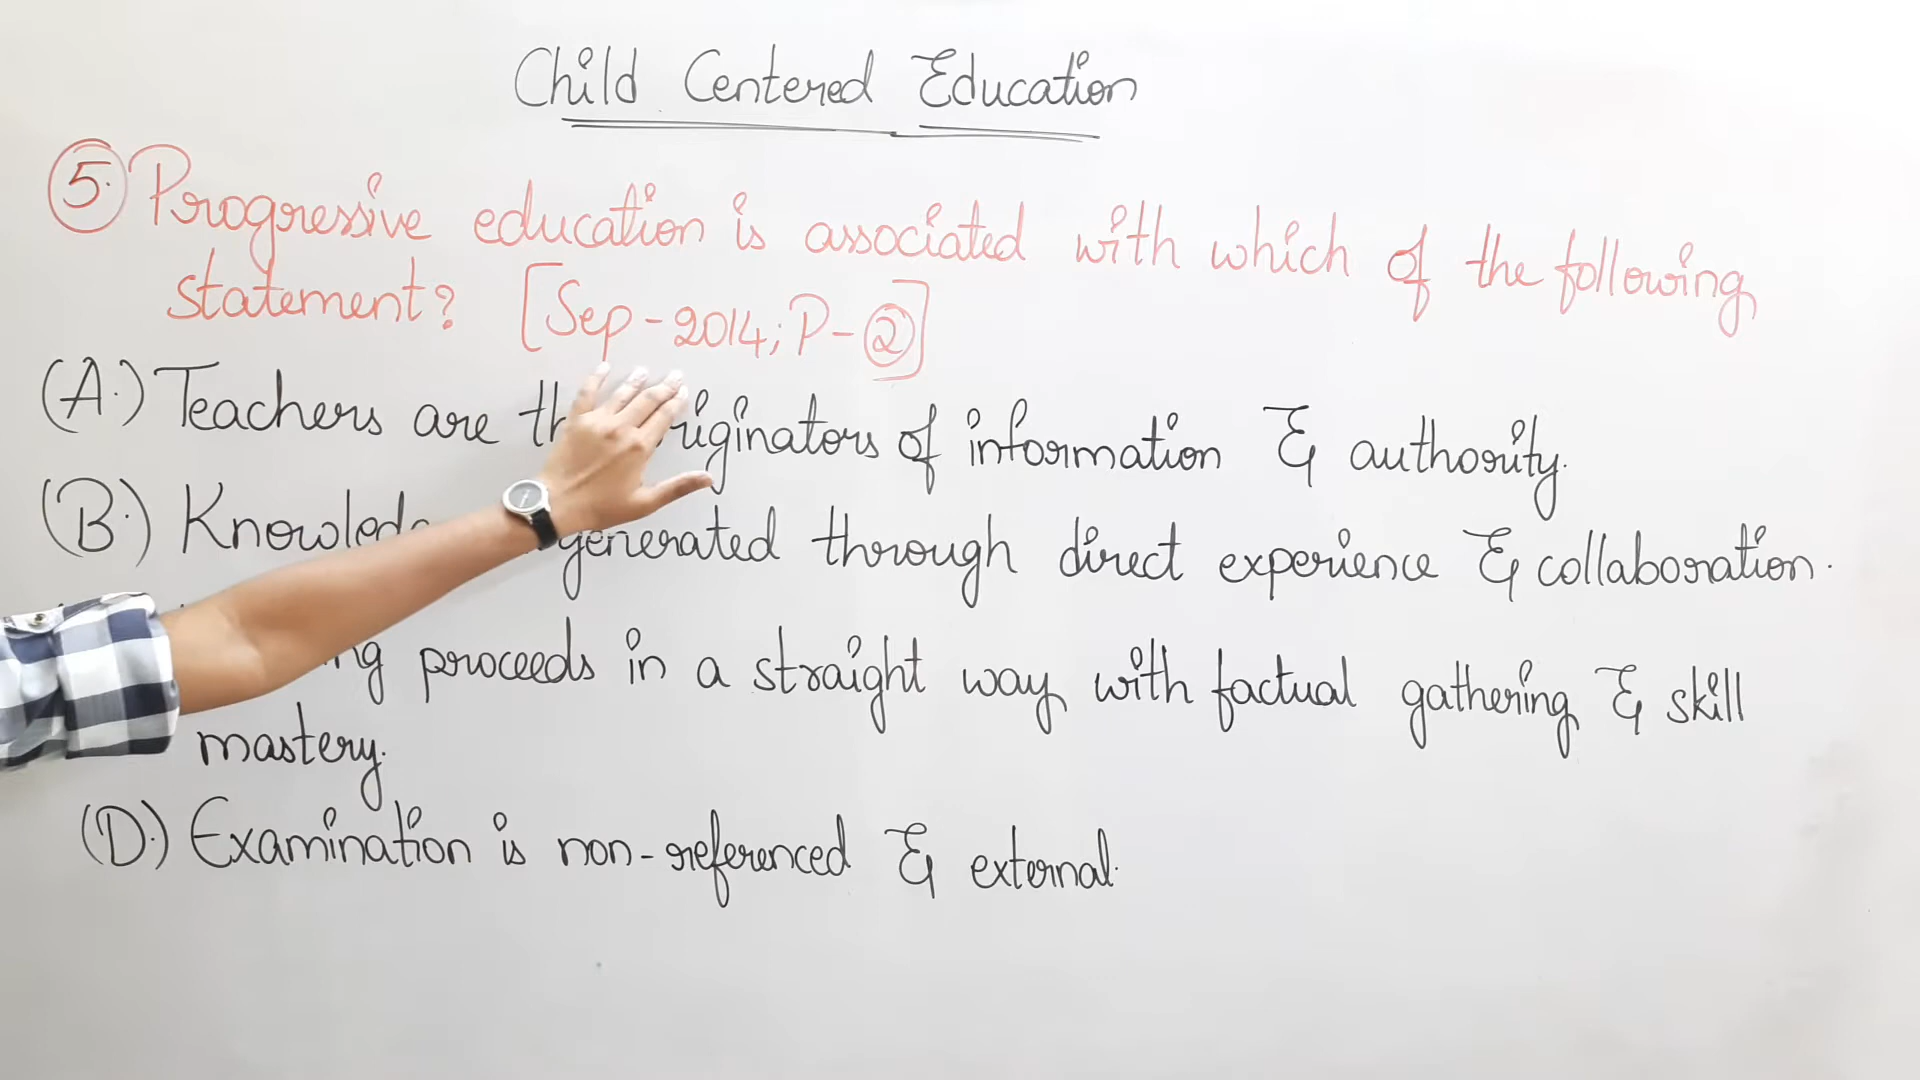 Child Centered Education
5. Progressive education is associated with which of the following
statement? [Sep-2014; P-2]
(A.) Teachers are originators of information & authority.
(B.) generated through direct experience & collaboration.
proceeds in a straight way with factual gathering & skill
mastery.
(D.) Examination is non-referenced & external.